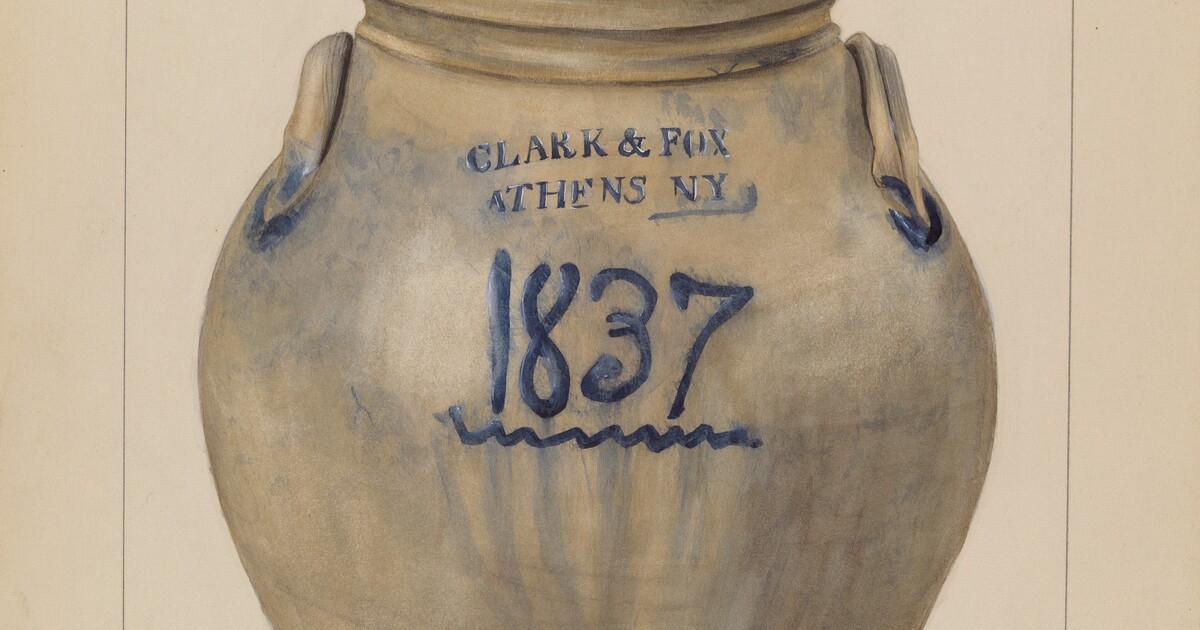 CLARK & FOX
ATHENS NY
1837